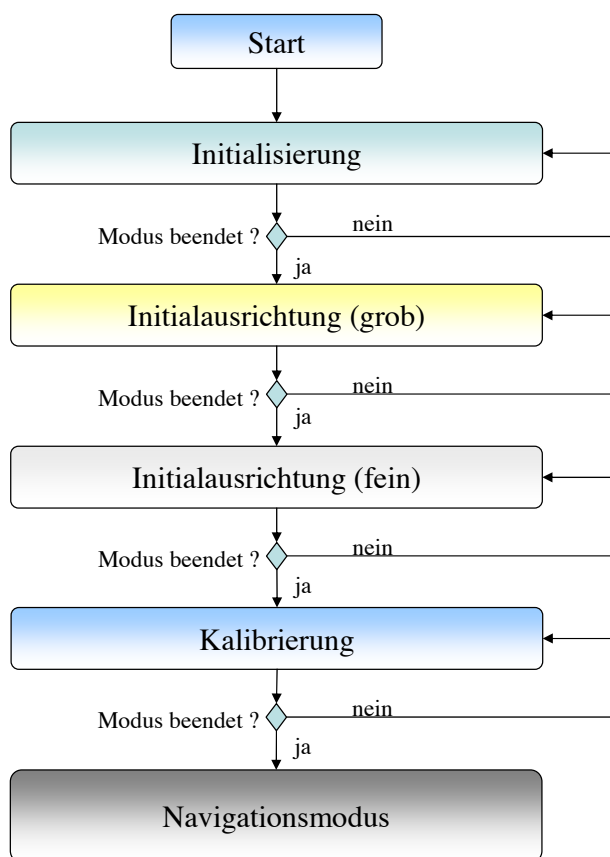 Start
Initialisierung
Modus beendet ?
nein
ja
Initialausrichtung (grob)
Modus beendet ?
nein
ja
Initialausrichtung (fein)
Modus beendet ?
nein
ja
Kalibrierung
Modus beendet ?
nein
ja
Navigationsmodus